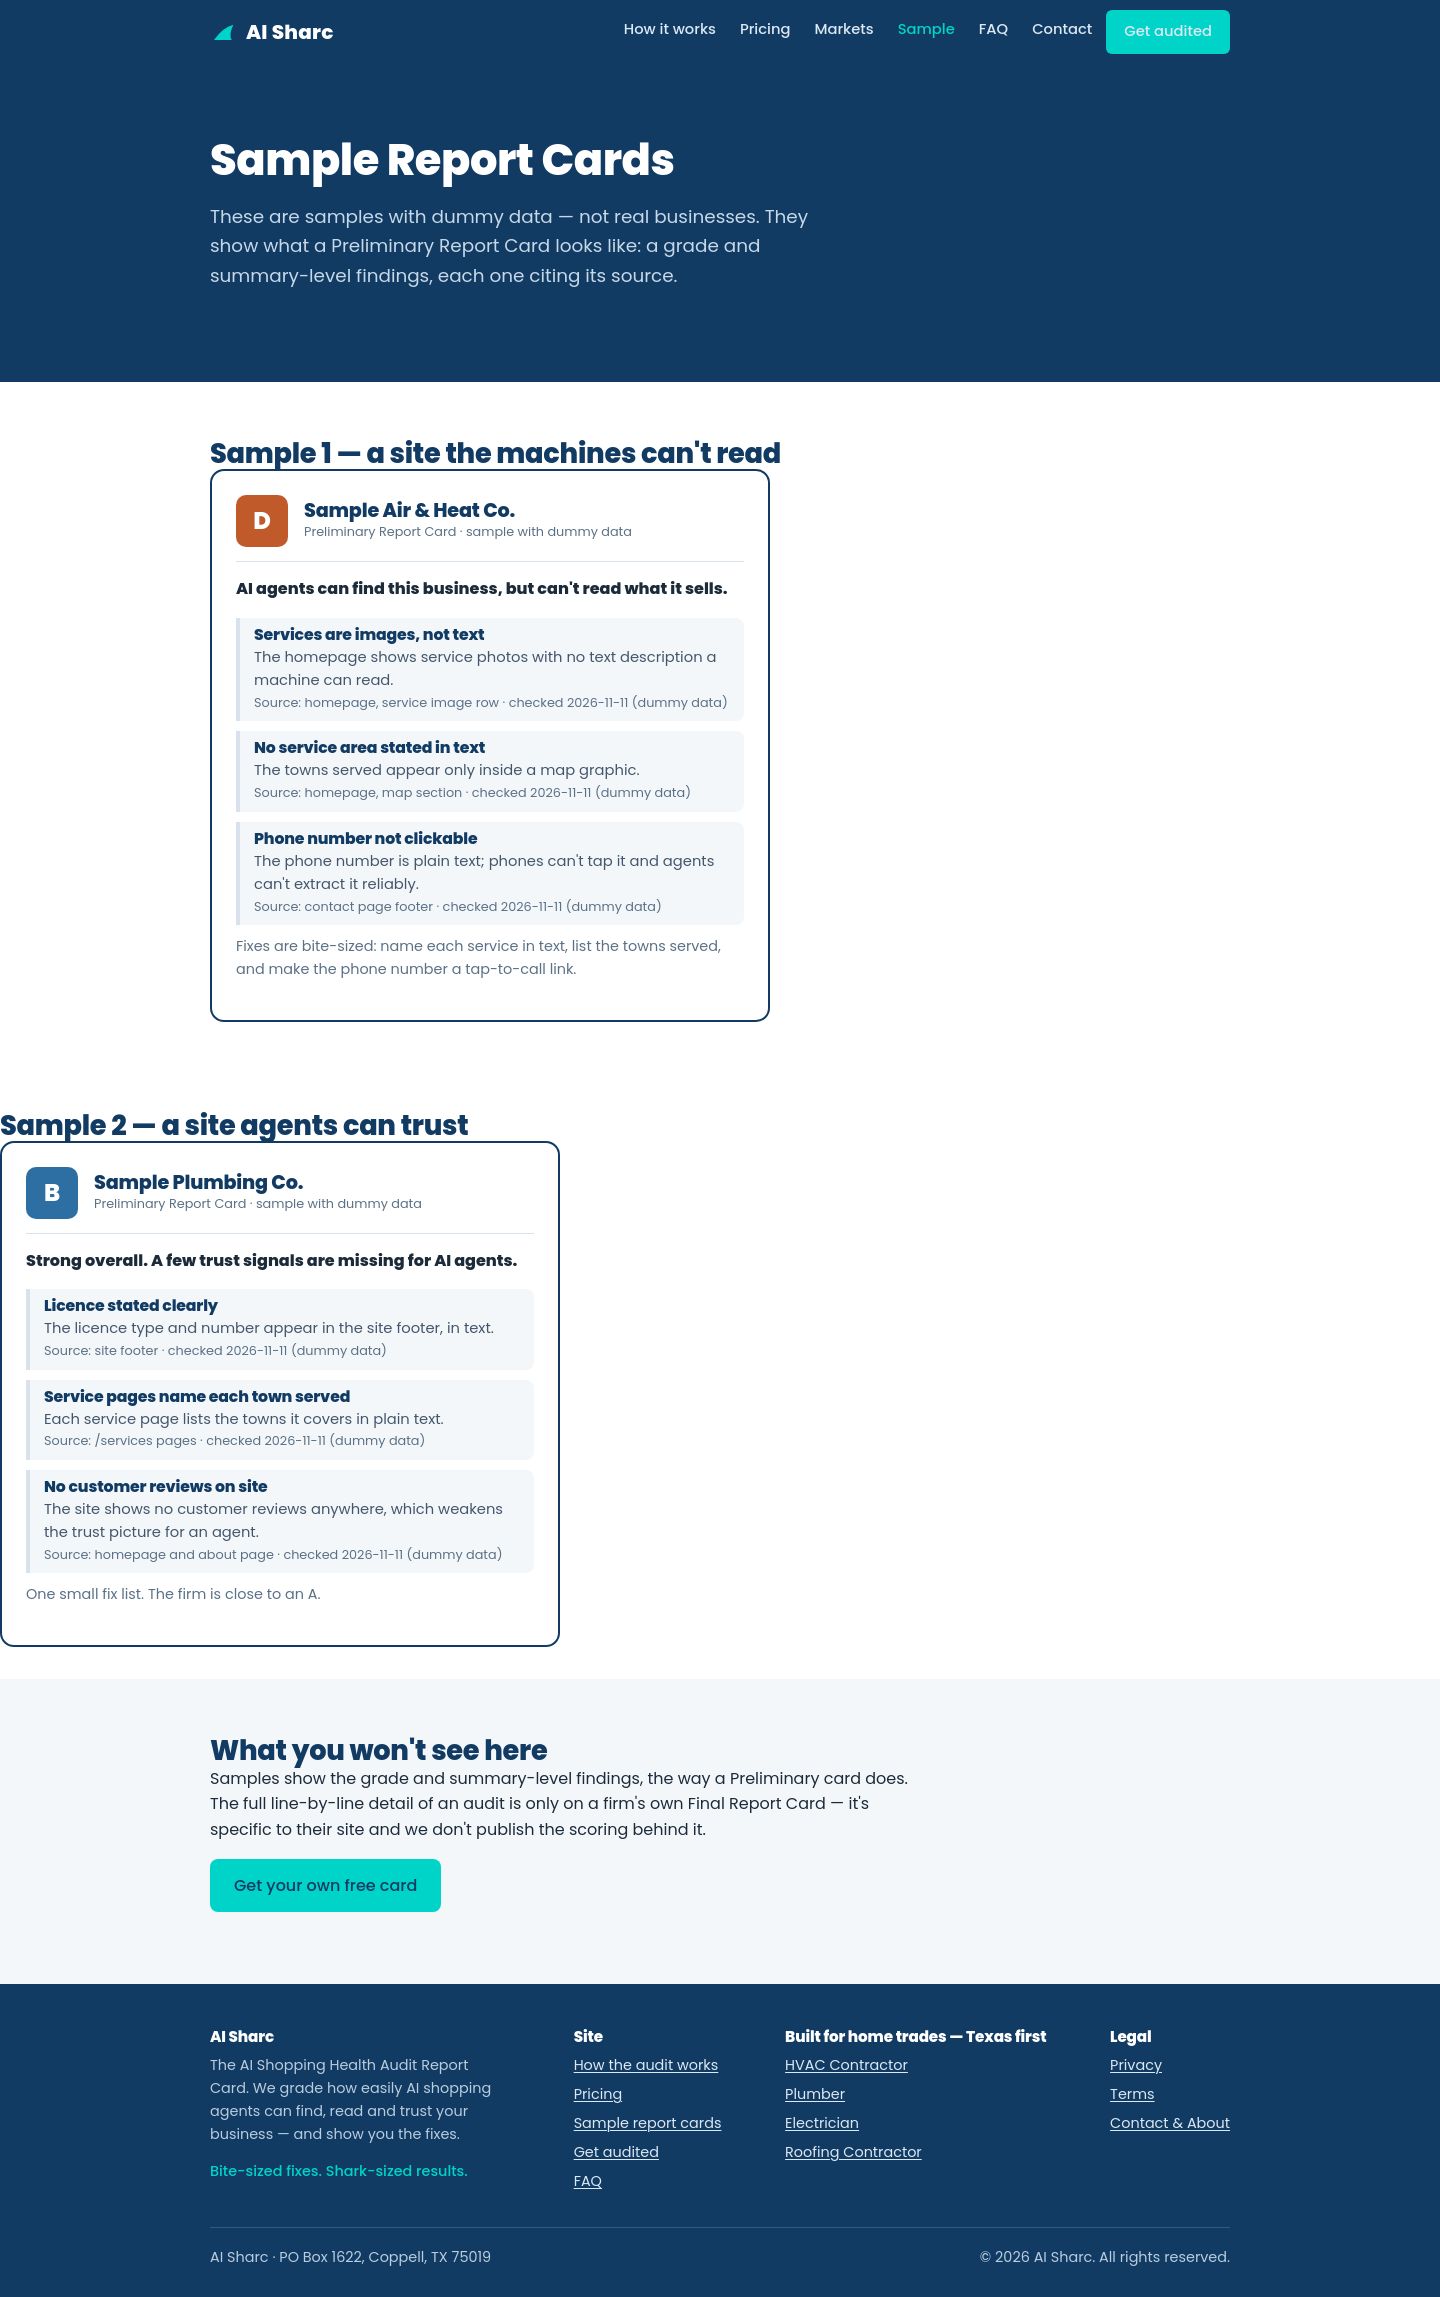 AI Sharc
How it works Pricing Markets Sample FAQ Contact Get audited
Sample Report Cards
These are samples with dummy data — not real businesses. They
show what a Preliminary Report Card looks like: a grade and
summary-level findings, each one citing its source.
Sample 1 — a site the machines can't read
D
Sample Air & Heat Co.
Preliminary Report Card · sample with dummy data
AI agents can find this business, but can't read what it sells.
Services are images, not text
The homepage shows service photos with no text description a
machine can read.
Source: homepage, service image row · checked 2026-11-11 (dummy data)
No service area stated in text
The towns served appear only inside a map graphic.
Source: homepage, map section · checked 2026-11-11 (dummy data)
Phone number not clickable
The phone number is plain text; phones can't tap it and agents
can't extract it reliably.
Source: contact page footer · checked 2026-11-11 (dummy data)
Fixes are bite-sized: name each service in text, list the towns served,
and make the phone number a tap-to-call link.
Sample 2 — a site agents can trust
B
Sample Plumbing Co.
Preliminary Report Card · sample with dummy data
Strong overall. A few trust signals are missing for AI agents.
Licence stated clearly
The licence type and number appear in the site footer, in text.
Source: site footer · checked 2026-11-11 (dummy data)
Service pages name each town served
Each service page lists the towns it covers in plain text.
Source: /services pages · checked 2026-11-11 (dummy data)
No customer reviews on site
The site shows no customer reviews anywhere, which weakens
the trust picture for an agent.
Source: homepage and about page · checked 2026-11-11 (dummy data)
One small fix list. The firm is close to an A.
What you won't see here
Samples show the grade and summary-level findings, the way a Preliminary card does.
The full line-by-line detail of an audit is only on a firm's own Final Report Card — it's
specific to their site and we don't publish the scoring behind it.
Get your own free card
AI Sharc
The AI Shopping Health Audit Report
Card. We grade how easily AI shopping
agents can find, read and trust your
business — and show you the fixes.
Bite-sized fixes. Shark-sized results.
Site
How the audit works
Pricing
Sample report cards
Get audited
FAQ
Built for home trades — Texas first
HVAC Contractor
Plumber
Electrician
Roofing Contractor
Legal
Privacy
Terms
Contact & About
AI Sharc · PO Box 1622, Coppell, TX 75019
© 2026 AI Sharc. All rights reserved.